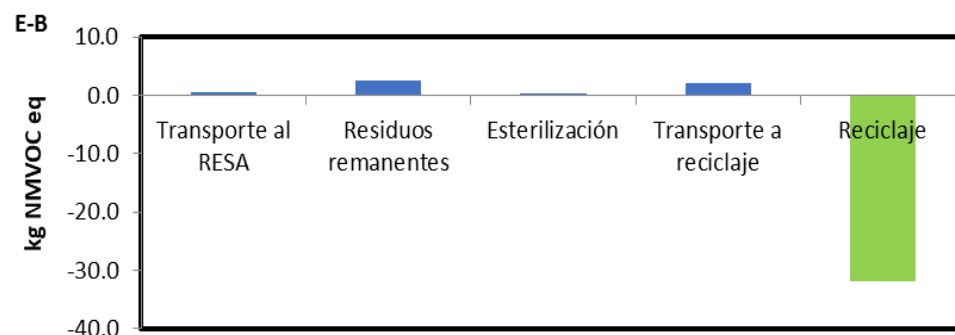 E-B
10.0
0.0
-10.0
-20.0
-30.0
-40.0
kg NMVOC eq
Transporte al
RESA
Residuos
remanentes
Esterilización
Transporte a
reciclaje
Reciclaje